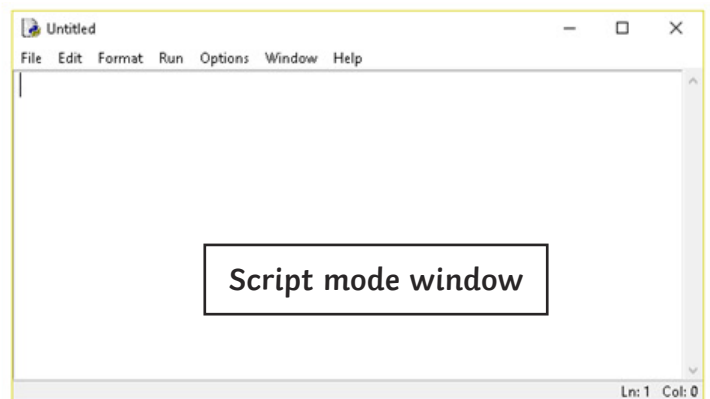 Untitled
File Edit Format Run Options Window Help
Script mode window
Ln: 1 Col: 0